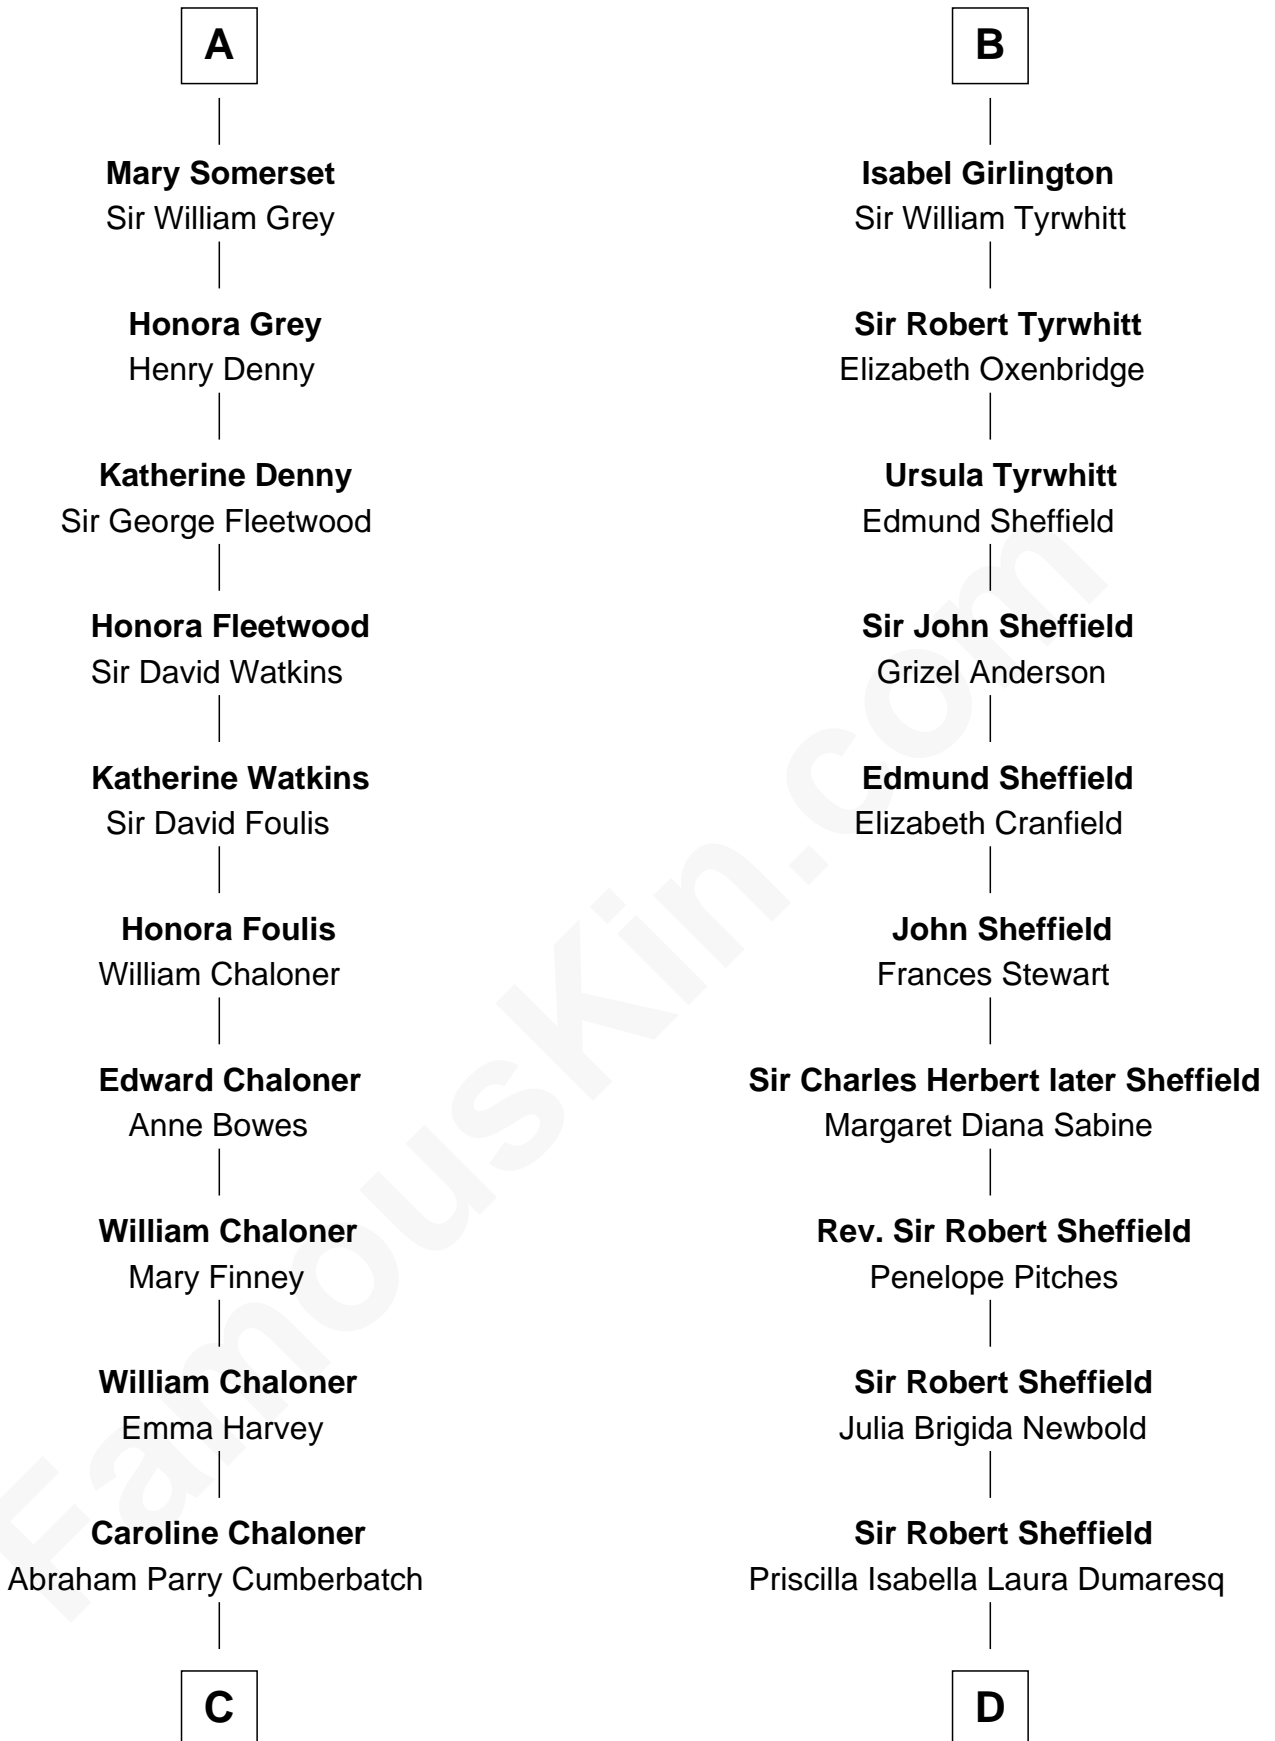 A
Mary Somerset
Sir William Grey
Honora Grey
Henry Denny
Katherine Denny
Sir George Fleetwood
Honora Fleetwood
Sir David Watkins
Katherine Watkins
Sir David Foulis
Honora Foulis
William Chaloner
Edward Chaloner
Anne Bowes
William Chaloner
Mary Finney
William Chaloner
Emma Harvey
Caroline Chaloner
Abraham Parry Cumberbatch
C
B
Isabel Girlington
Sir William Tyrwhitt
Sir Robert Tyrwhitt
Elizabeth Oxenbridge
Ursula Tyrwhitt
Edmund Sheffield
Sir John Sheffield
Grizel Anderson
Edmund Sheffield
Elizabeth Cranfield
John Sheffield
Frances Stewart
Sir Charles Herbert later Sheffield
Margaret Diana Sabine
Rev. Sir Robert Sheffield
Penelope Pitches
Sir Robert Sheffield
Julia Brigida Newbold
Sir Robert Sheffield
Priscilla Isabella Laura Dumaresq
D
FamousKin.com